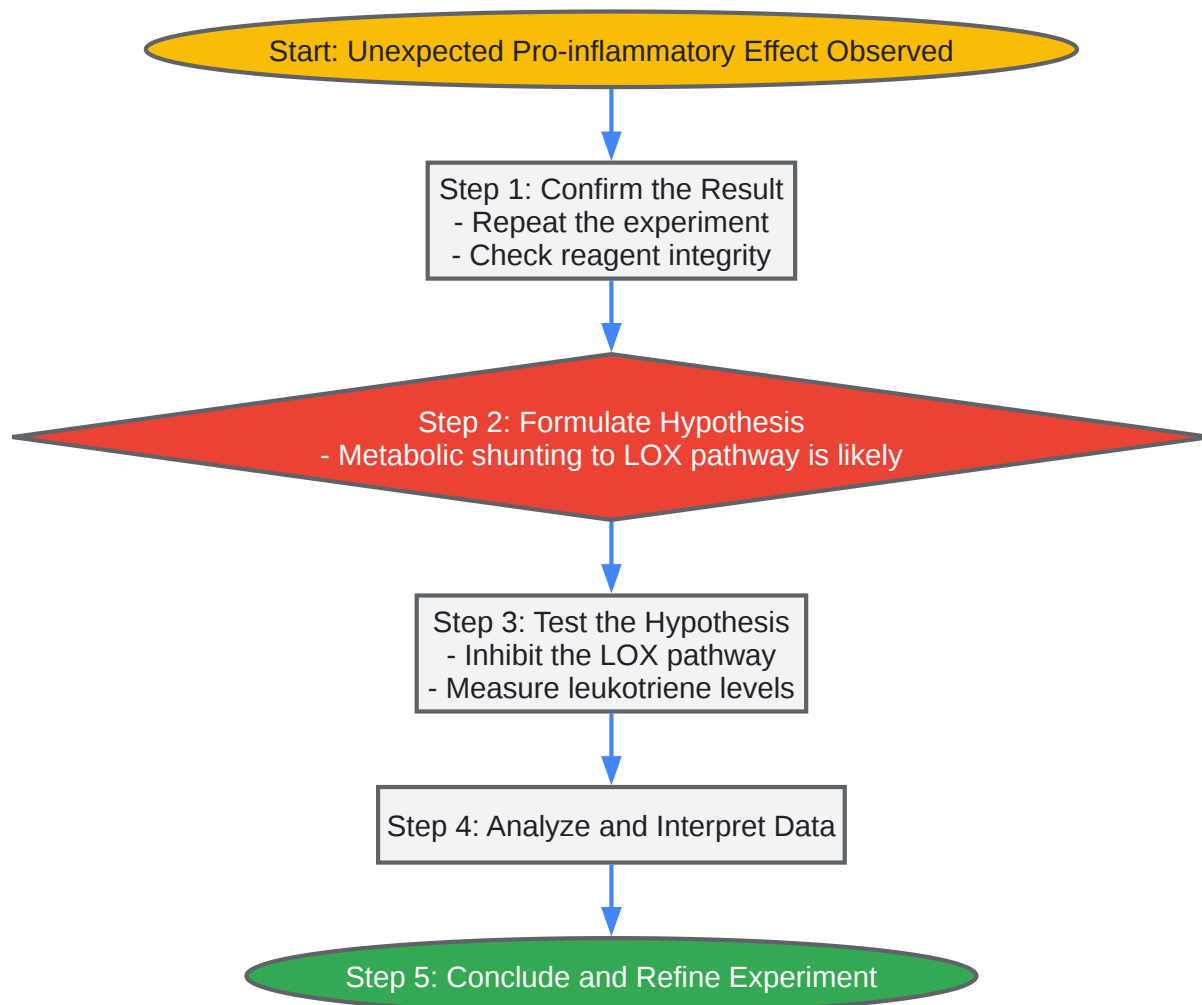 Start: Unexpected Pro-inflammatory Effect Observed
Step 1: Confirm the Result
- Repeat the experiment
- Check reagent integrity
Step 2: Formulate Hypothesis
- Metabolic shunting to LOX pathway is likely
Step 3: Test the Hypothesis
- Inhibit the LOX pathway
- Measure leukotriene levels
Step 4: Analyze and Interpret Data
Step 5: Conclude and Refine Experiment